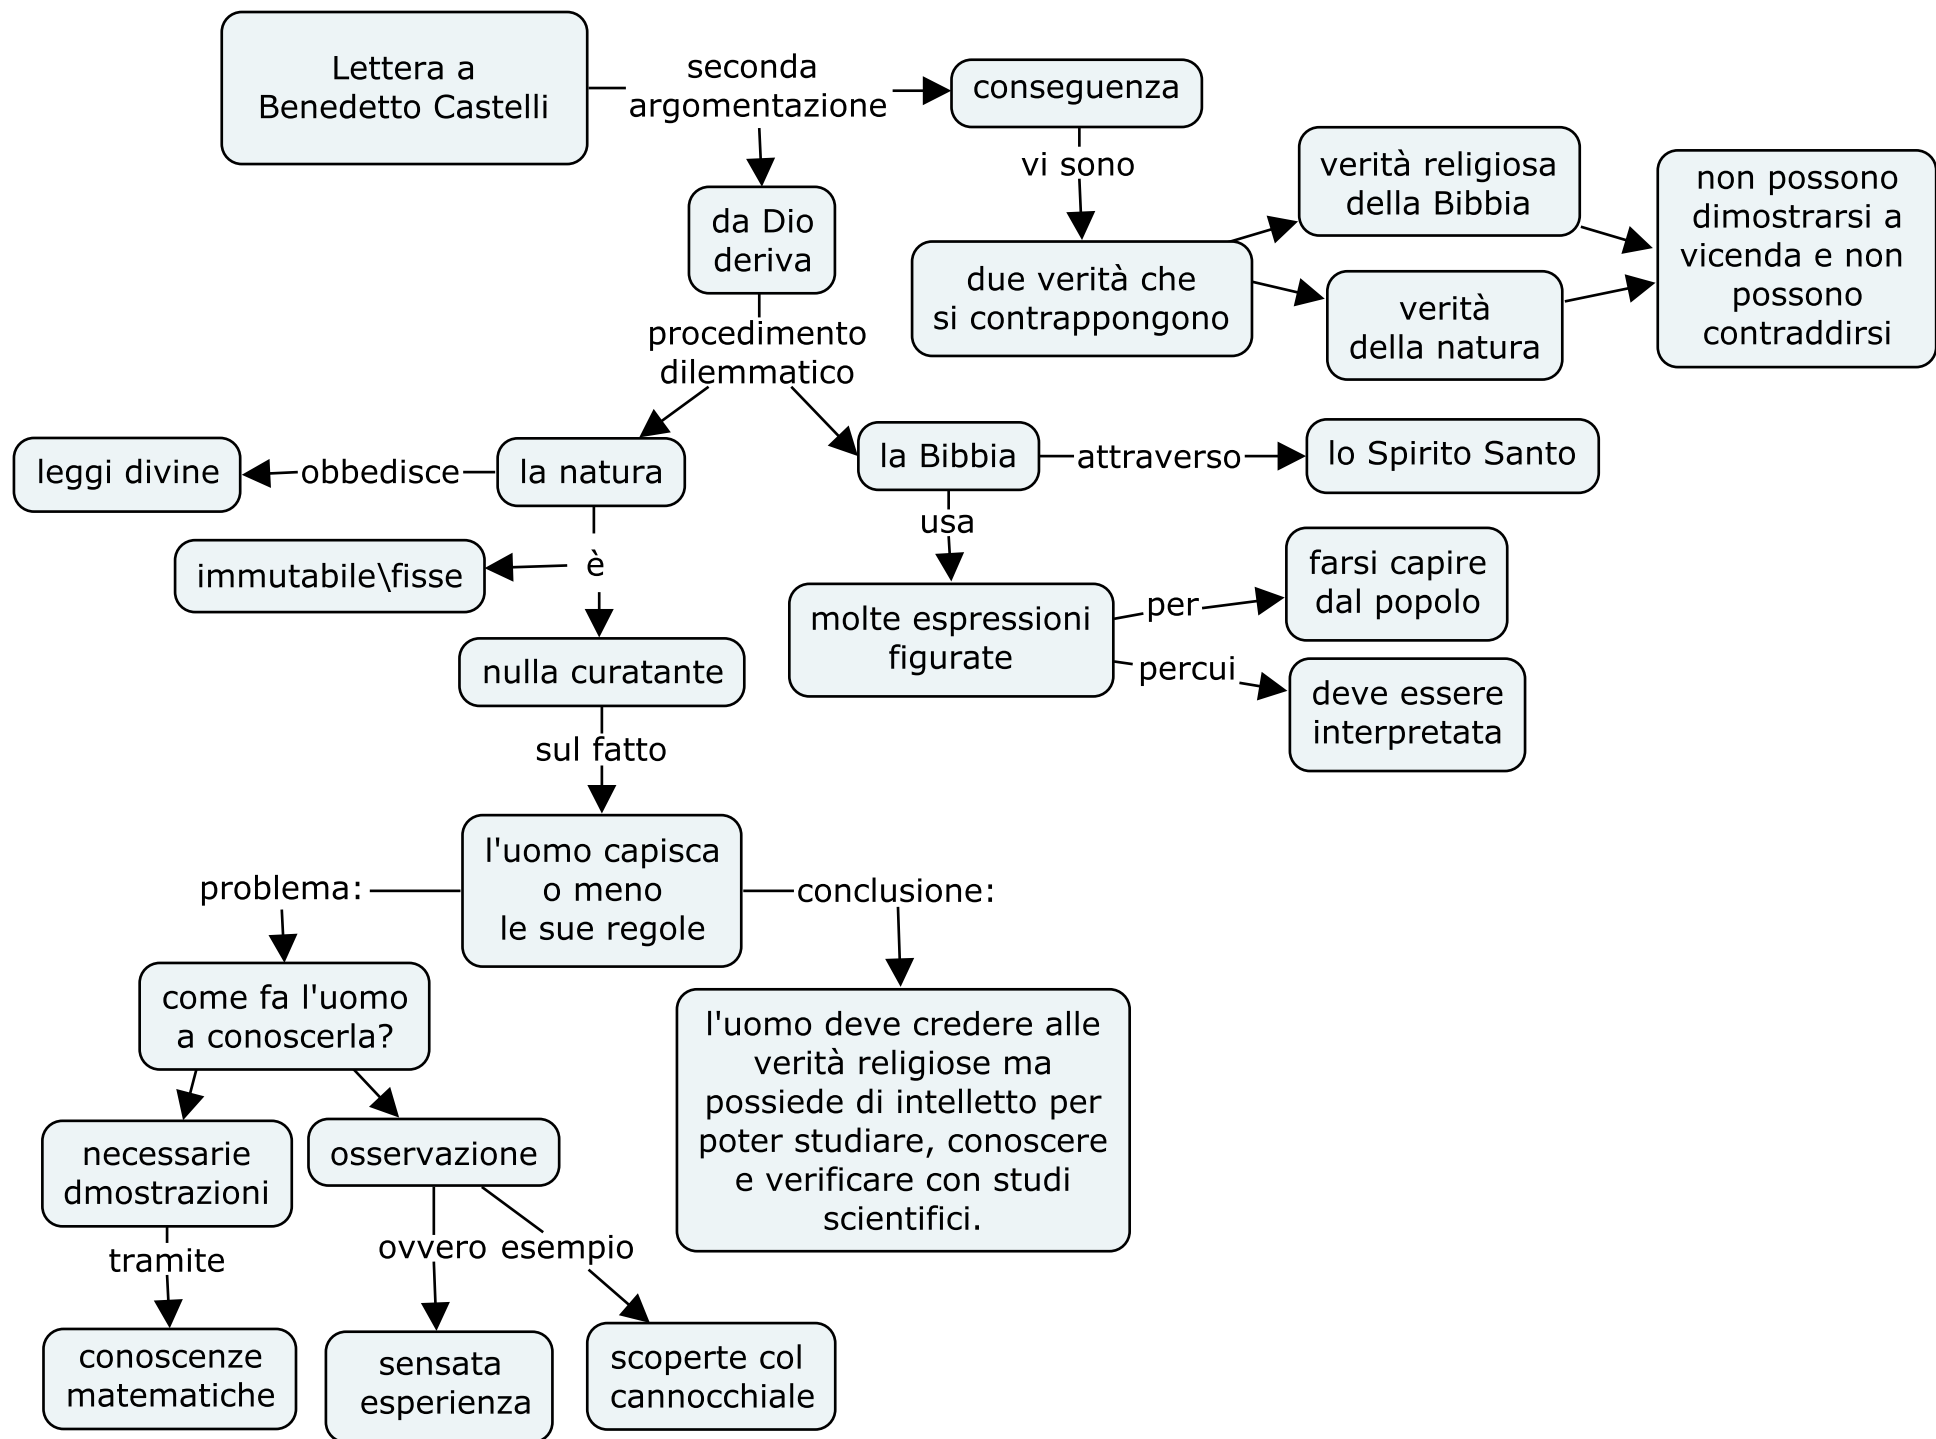 Lettera a
Benedetto Castelli
seconda
argomentazione
conseguenza
vi sono
due verità che
si contrappongono
verità religiosa
della Bibbia
verità
della natura
non possono
dimostrarsi a
vicenda e non
possono
contraddirsi
da Dio
deriva
procedimento
dilemmatico
la natura
obbedisce
leggi divine
è
immutabile\fisse
nulla curatante
sul fatto
la Bibbia
attraverso
lo Spirito Santo
usa
molte espressioni
figurate
per
farsi capire
dal popolo
percui
deve essere
interpretata
l'uomo capisca
o meno
le sue regole
problema:
come fa l'uomo
a conoscerla?
necessarie
dmostrazioni
tramite
conoscenze
matematiche
osservazione
ovvero
sensata
esperienza
esempio
scoperte col
cannocchiale
conclusione:
l'uomo deve credere alle
verità religiose ma
possiede di intelletto per
poter studiare, conoscere
e verificare con studi
scientifici.